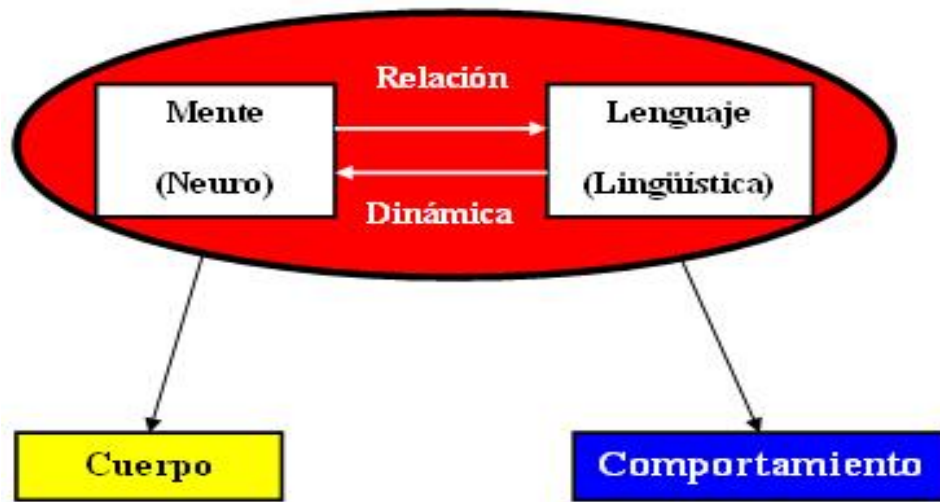 Relación
Mente
(Neuro)
Lenguaje
(Lingüística)
Dinámica
Cuerpo
Comportamiento